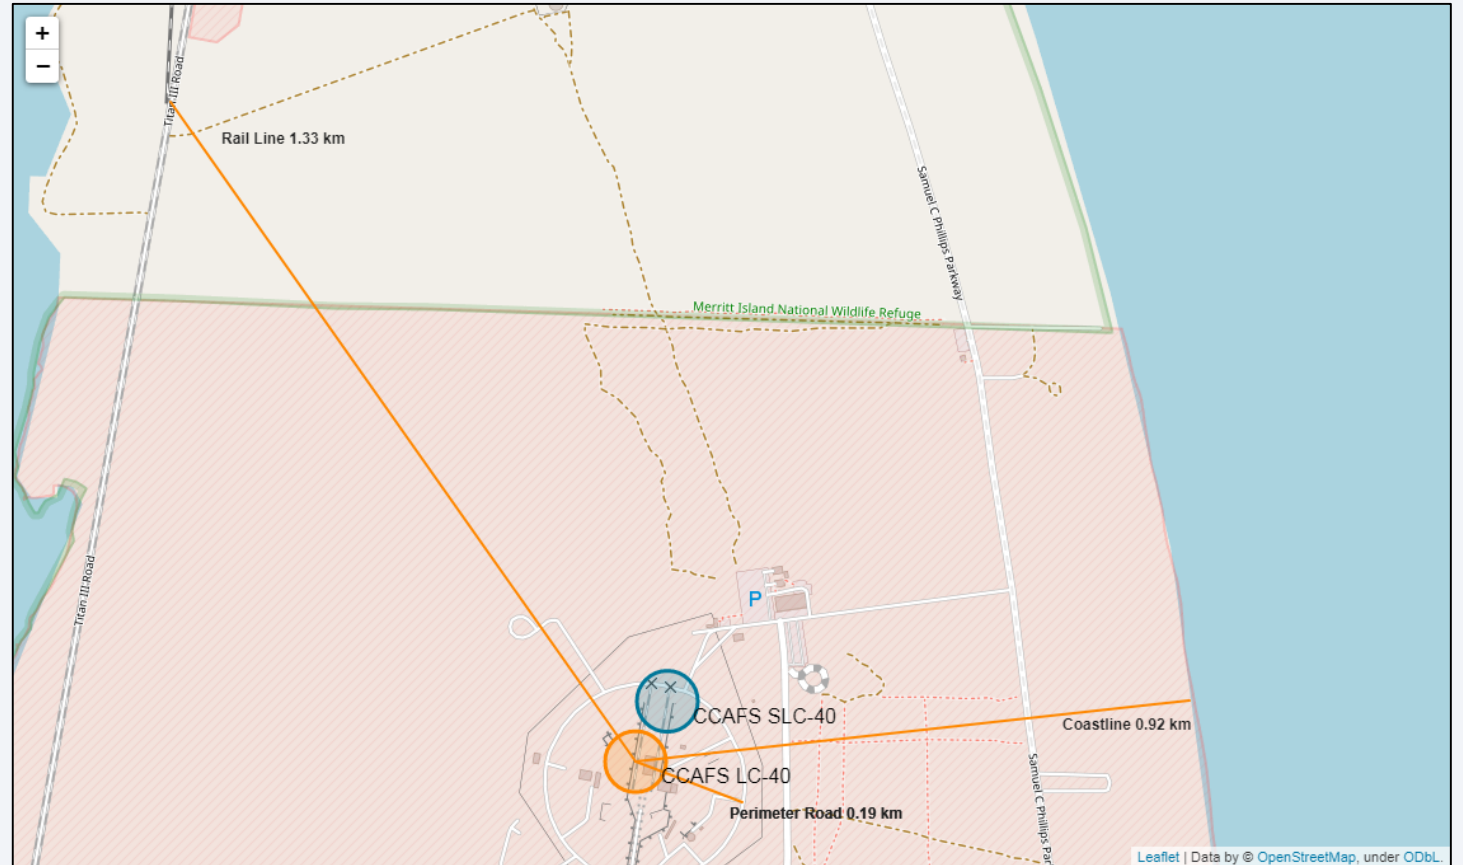 +
−
Titan III Road
Rail Line 1.33 km
Samuel C Phillips Parkway
Merritt Island National Wildlife Refuge
Titan III Road
P
CCAFS SLC-40
Coastline 0.92 km
CCAFS LC-40
Samuel C Phillips Par
Perimeter Road 0.19 km
Leaflet | Data by © OpenStreetMap, under ODbL.